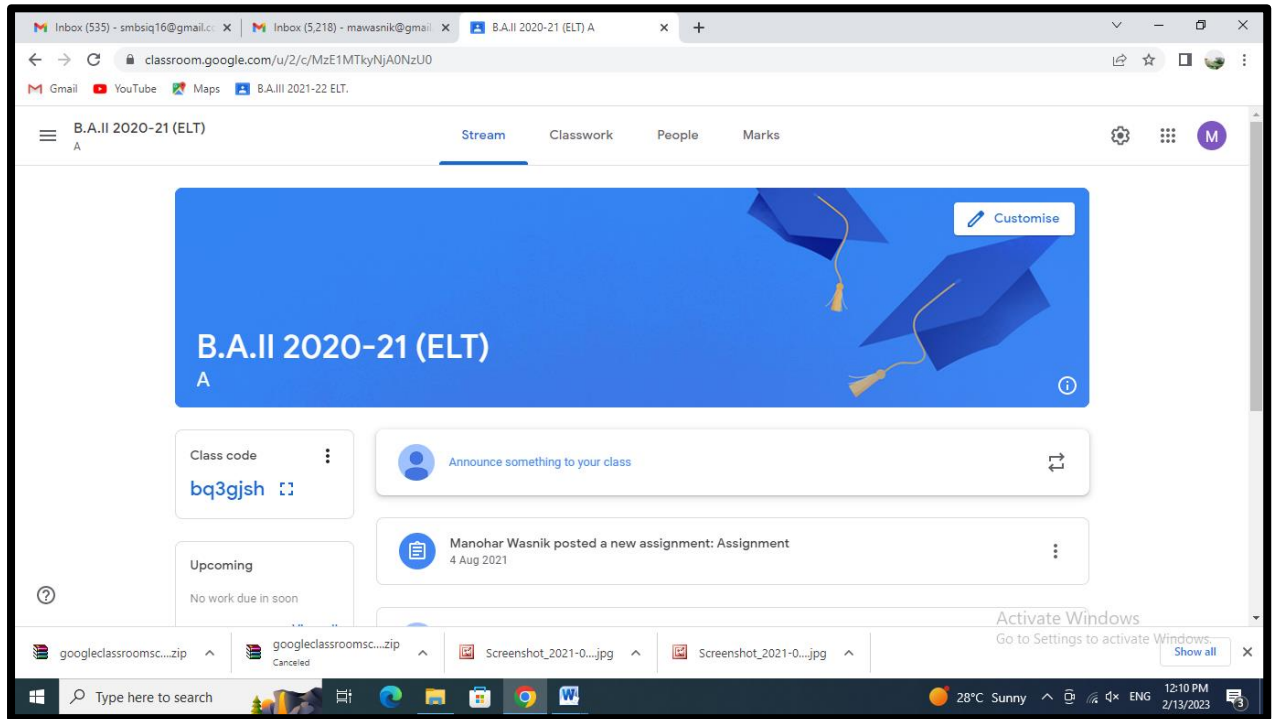 Inbox (535) - smbsiq16@gmail.c
Inbox (5,218) - mawasnik@gmail
B.A.II 2020-21 (ELT) A
classroom.google.com/u/2/c/MzE1MTkyNjA0NzU0
Gmail YouTube Maps B.A.III 2021-22 ELT.
B.A.II 2020-21 (ELT)
A
Stream Classwork People Marks
M
Customise
B.A.II 2020-21 (ELT)
A
Class code
bq3gjsh
Announce something to your class
Manohar Wasnik posted a new assignment: Assignment
4 Aug 2021
Upcoming
No work due in soon
Activate Windows
Go to Settings to activate Windows.
googleclassroomsc....zip
googleclassroomsc....zip
Canceled
Screenshot_2021-0....jpg
Screenshot_2021-0....jpg
Show all
Type here to search
28°C Sunny
ENG
12:10 PM
2/13/2023
3